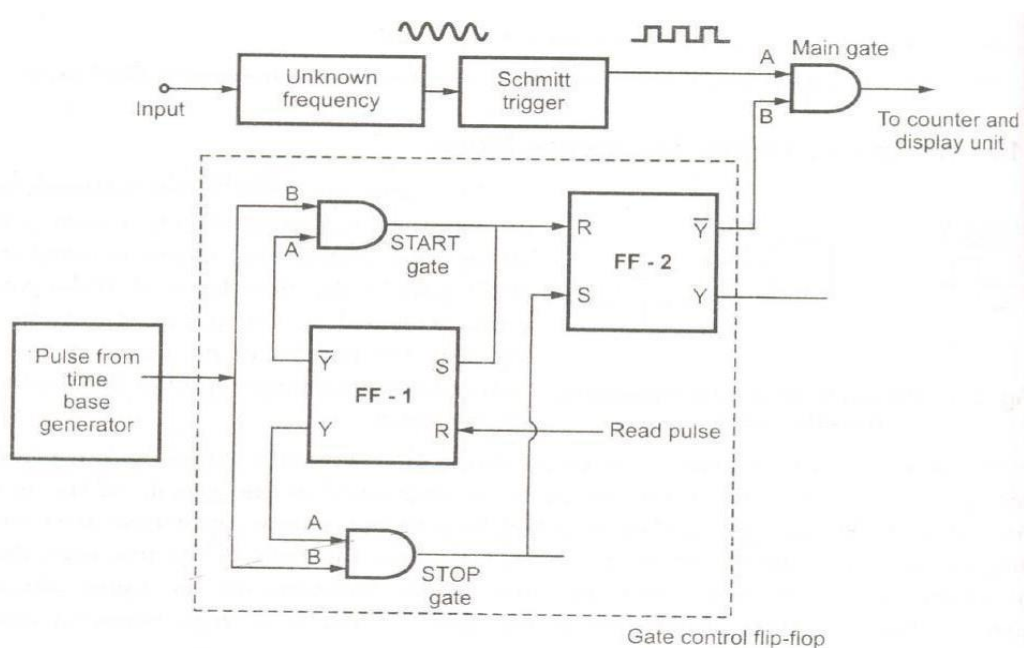 Unknown
frequency
Schmitt
trigger
Input
A
B
Main gate
To counter and
display unit
B
A
START
gate
R
S
Y̅
Y
FF - 2
Pulse from
time
base
generator
Y̅
Y
FF - 1
S
R
Read pulse
A
B
STOP
gate
Gate control flip-flop